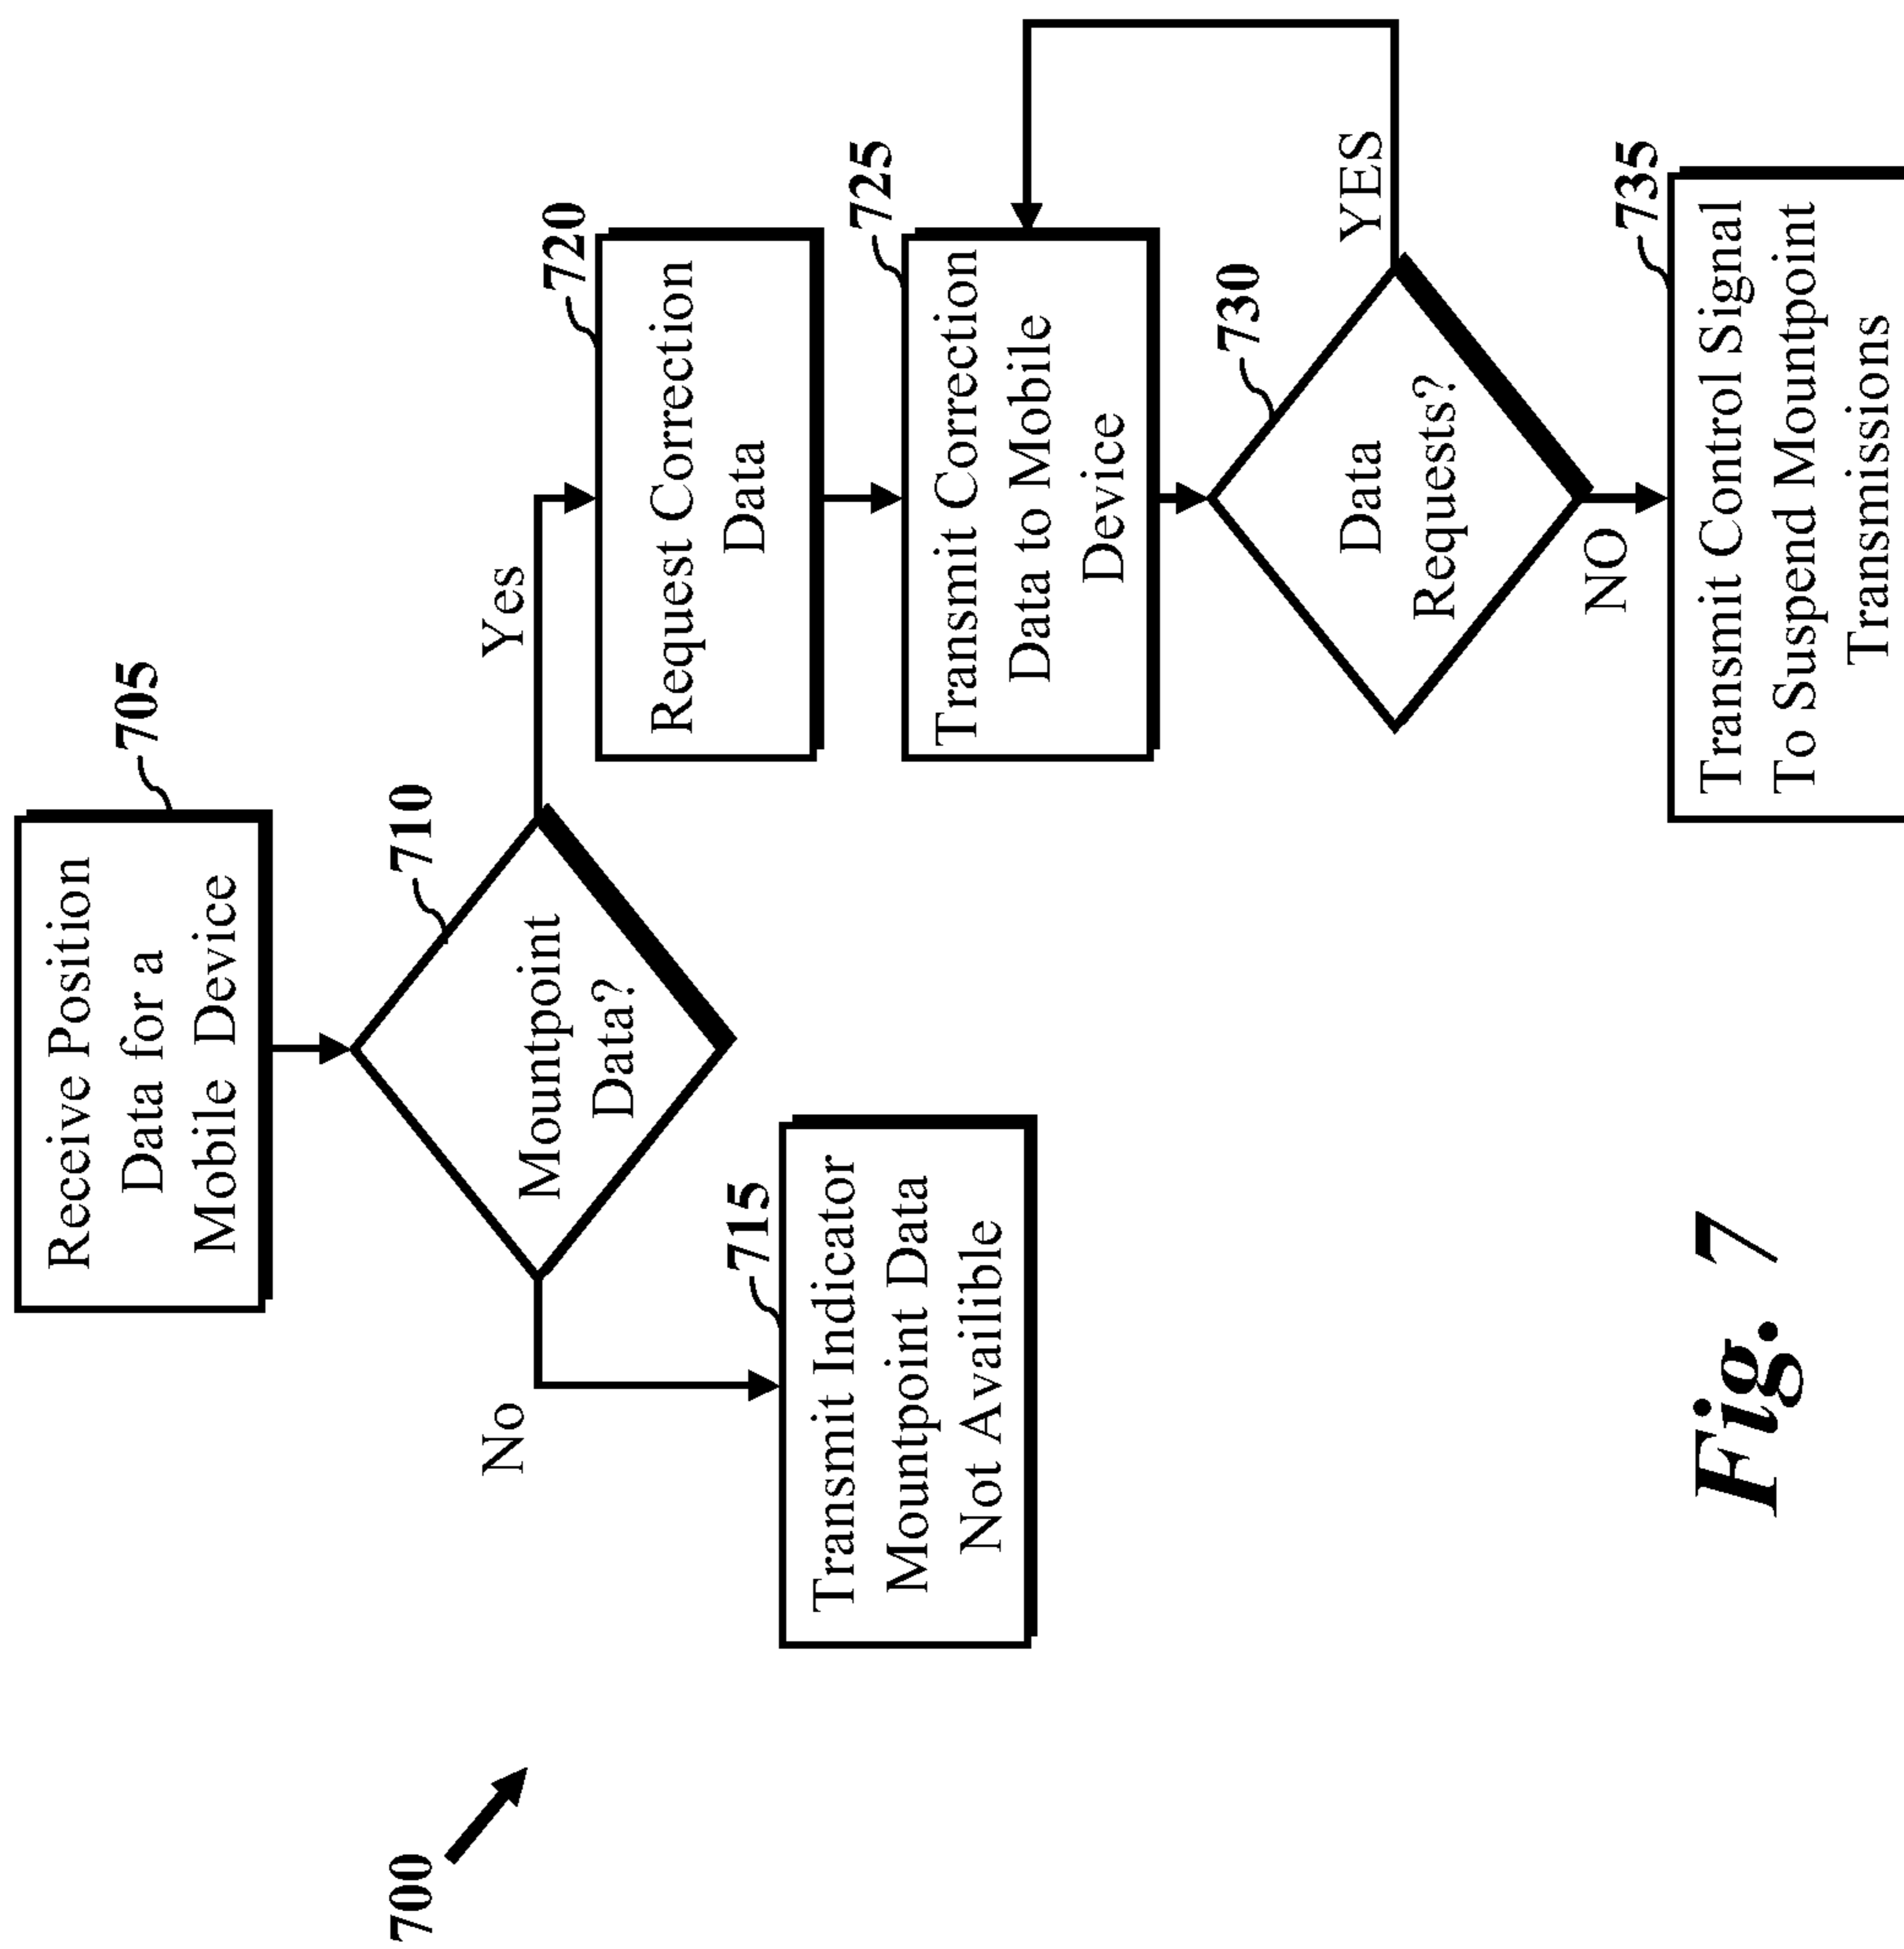 700
705
Receive Position
Data for a
Mobile Device
710
Mountpoint
Data?
No
Yes
715
Transmit Indicator
Mountpoint Data
Not Availible
720
Request Correction
Data
725
Transmit Correction
Data to Mobile
Device
730
Data
Requests?
YES
NO
735
Transmit Control Signal
To Suspend Mountpoint
Transmissions
Fig. 7